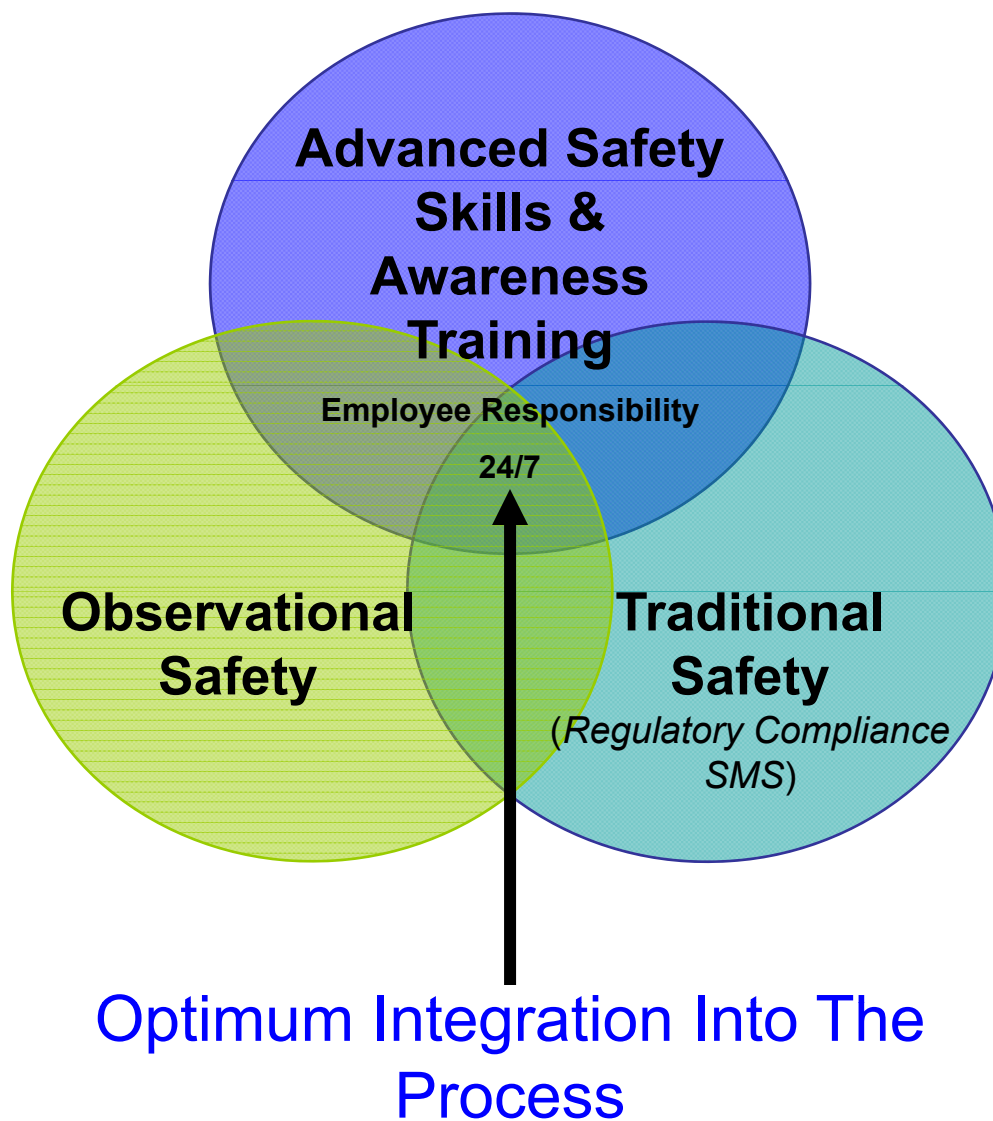 Advanced Safety
Skills &
Awareness
Training
Employee Responsibility
24/7
Observational
Safety
Traditional
Safety
(Regulatory Compliance
SMS)
Optimum Integration Into The
Process